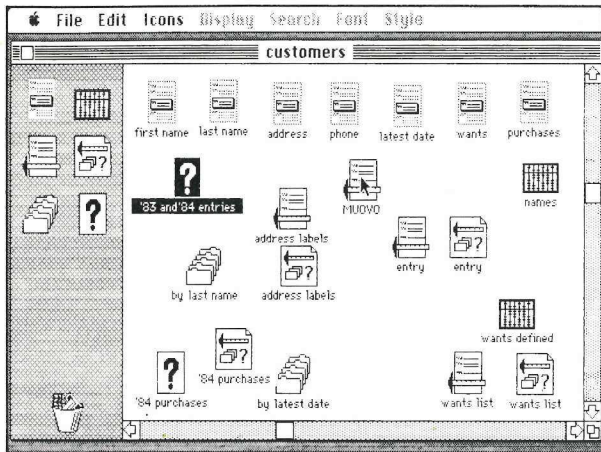 File Edit Icons Display Search Font Style
customers
first name last name address phone latest date wants purchases
'83 and '84 entries
MUOVO
names
address labels
entry entry
by last name address labels
wants defined
'84 purchases
'84 purchases by latest date wants list wants list